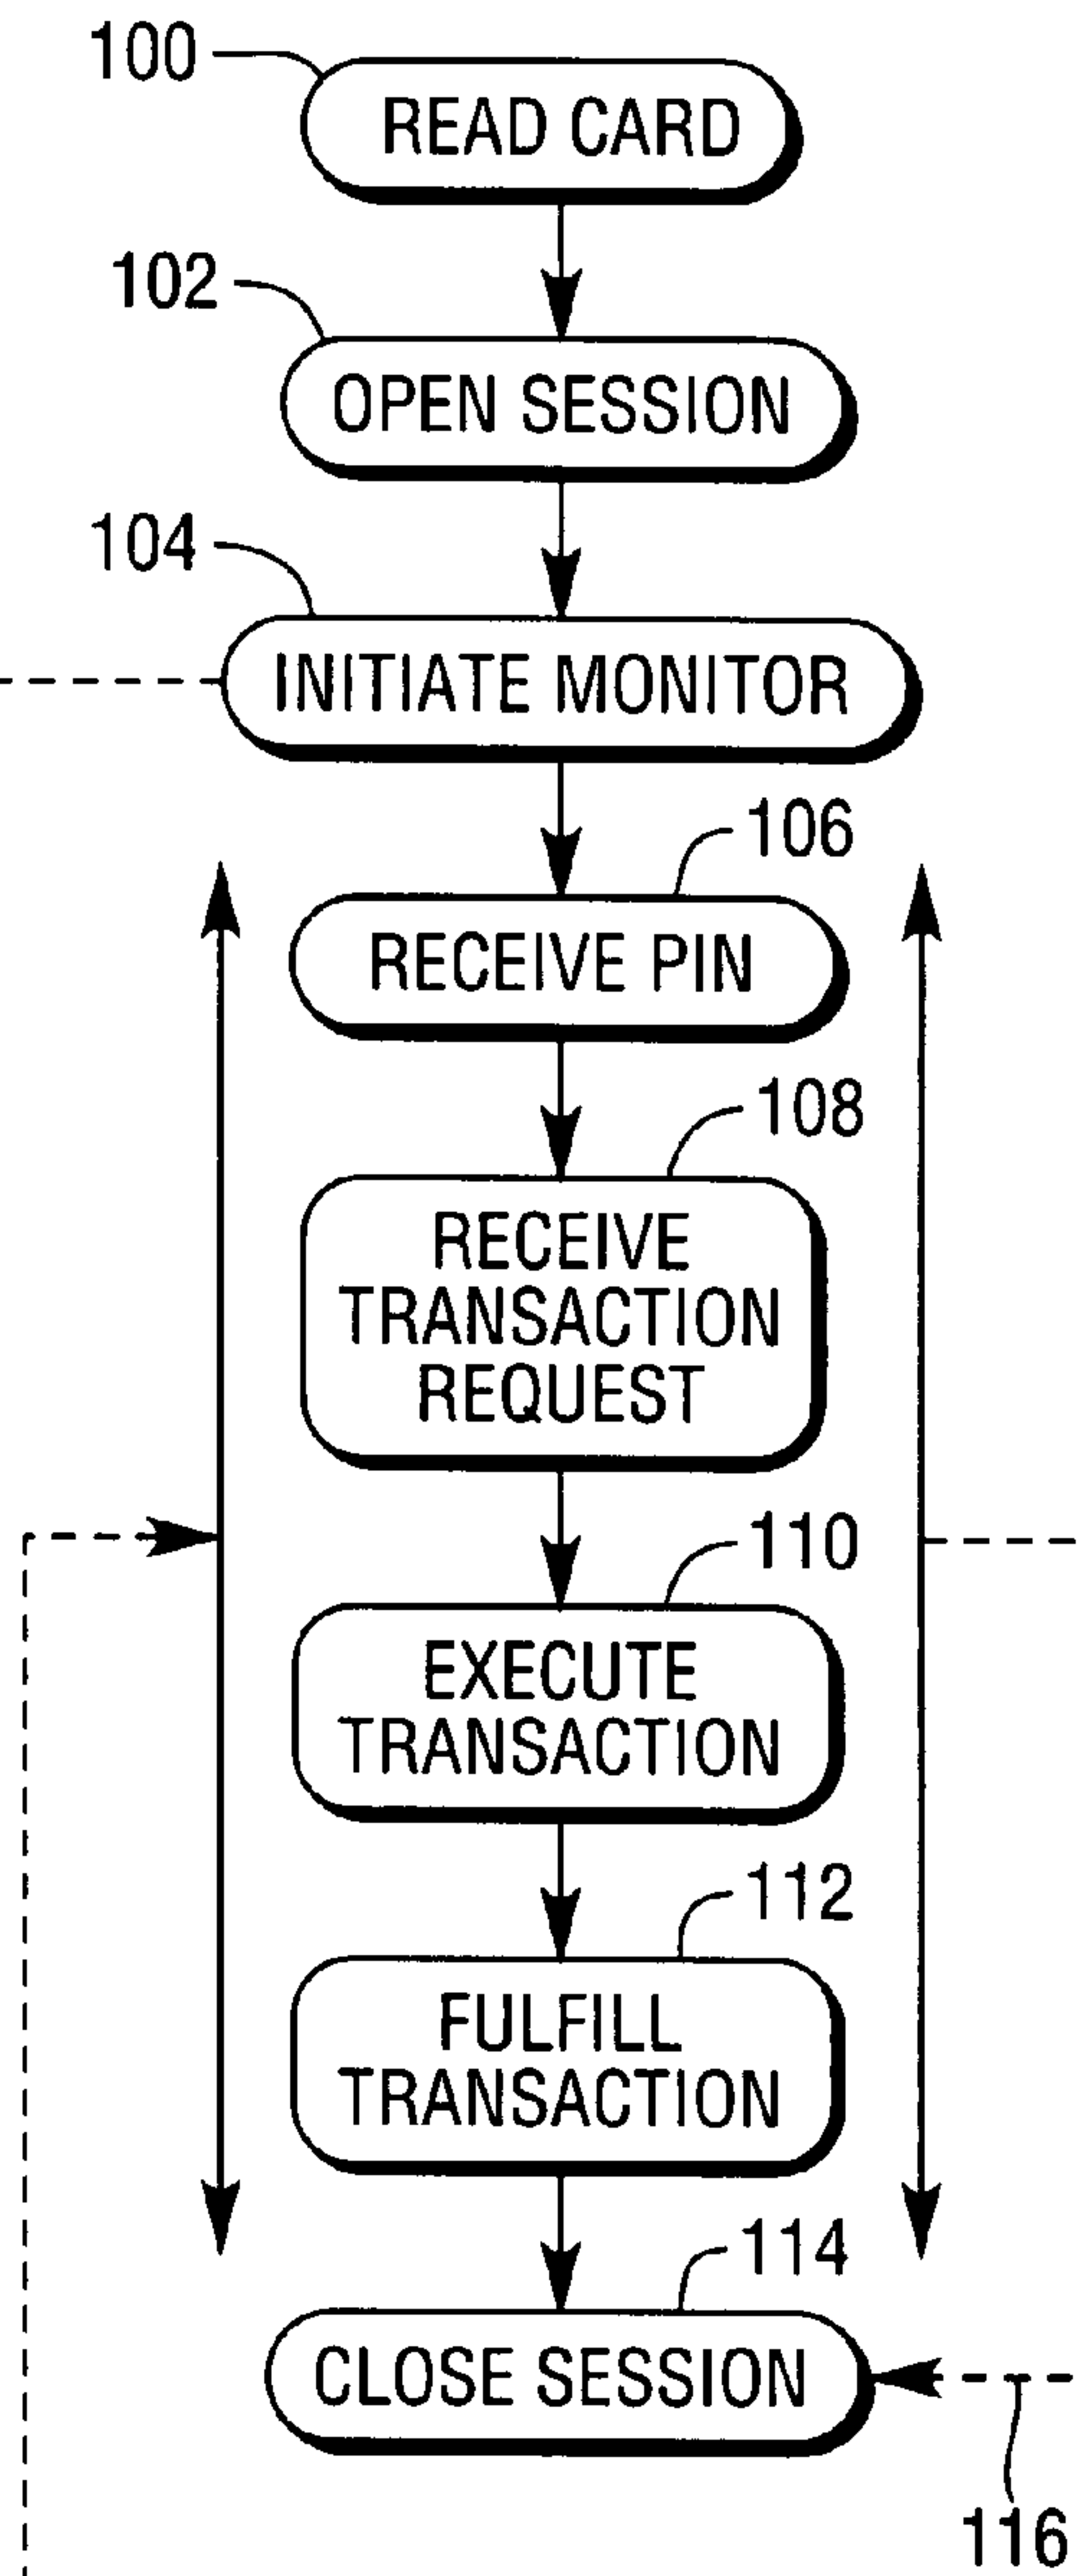 100
READ CARD
102
OPEN SESSION
104
INITIATE MONITOR
106
RECEIVE PIN
108
RECEIVE
TRANSACTION
REQUEST
110
EXECUTE
TRANSACTION
112
FULFILL
TRANSACTION
114
CLOSE SESSION
116